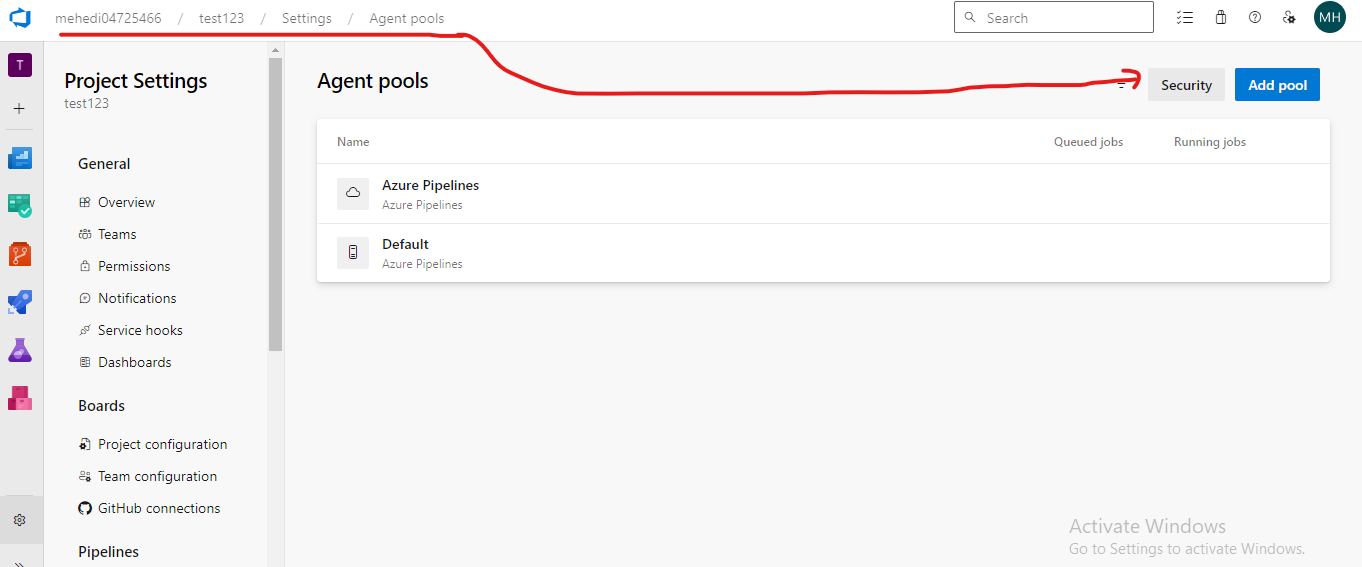 mehedi04725466 / test123 / Settings / Agent pools
Search
MH
T
Project Settings
test123
General
Overview
Teams
Permissions
Notifications
Service hooks
Dashboards
Boards
Project configuration
Team configuration
GitHub connections
Pipelines
Agent pools
Security
Add pool
Name Queued jobs Running jobs
Azure Pipelines
Azure Pipelines
Default
Azure Pipelines
Activate Windows
Go to Settings to activate Windows.